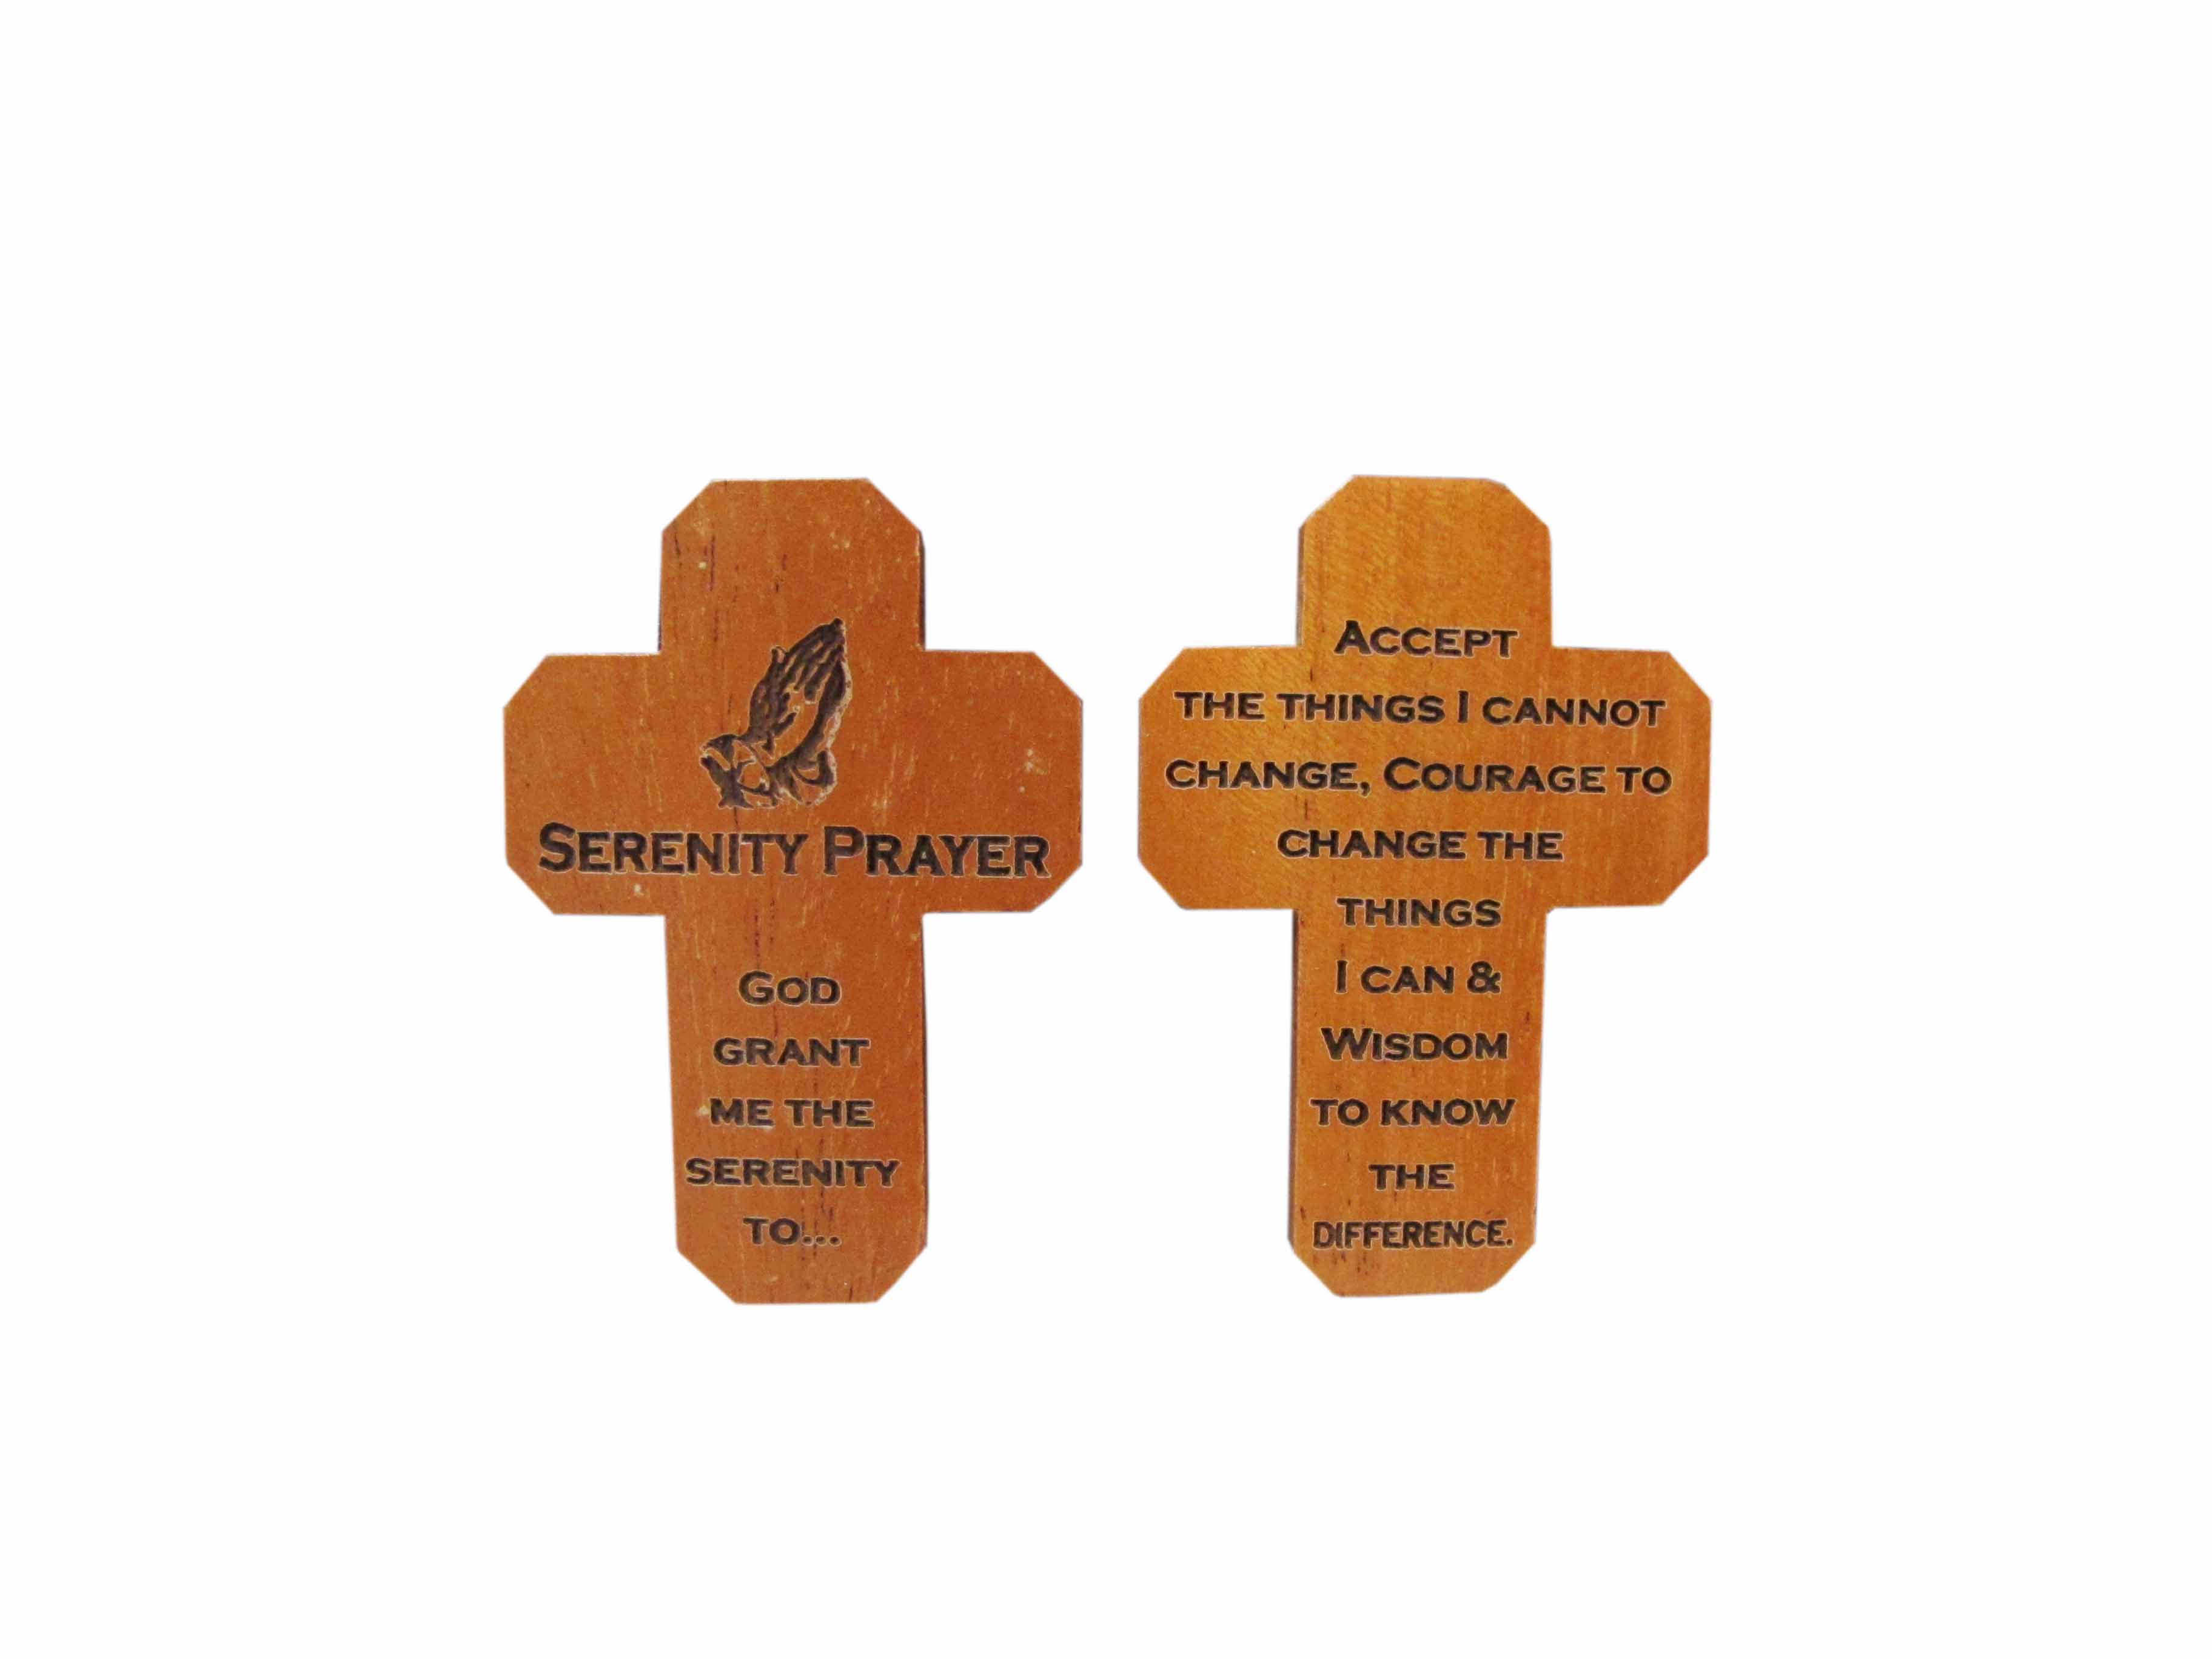 SERENITY PRAYER
GOD
GRANT
ME THE
SERENITY
TO...
ACCEPT
THE THINGS I CANNOT
CHANGE, COURAGE TO
CHANGE THE
THINGS
I CAN &
WISDOM
TO KNOW
THE
DIFFERENCE.